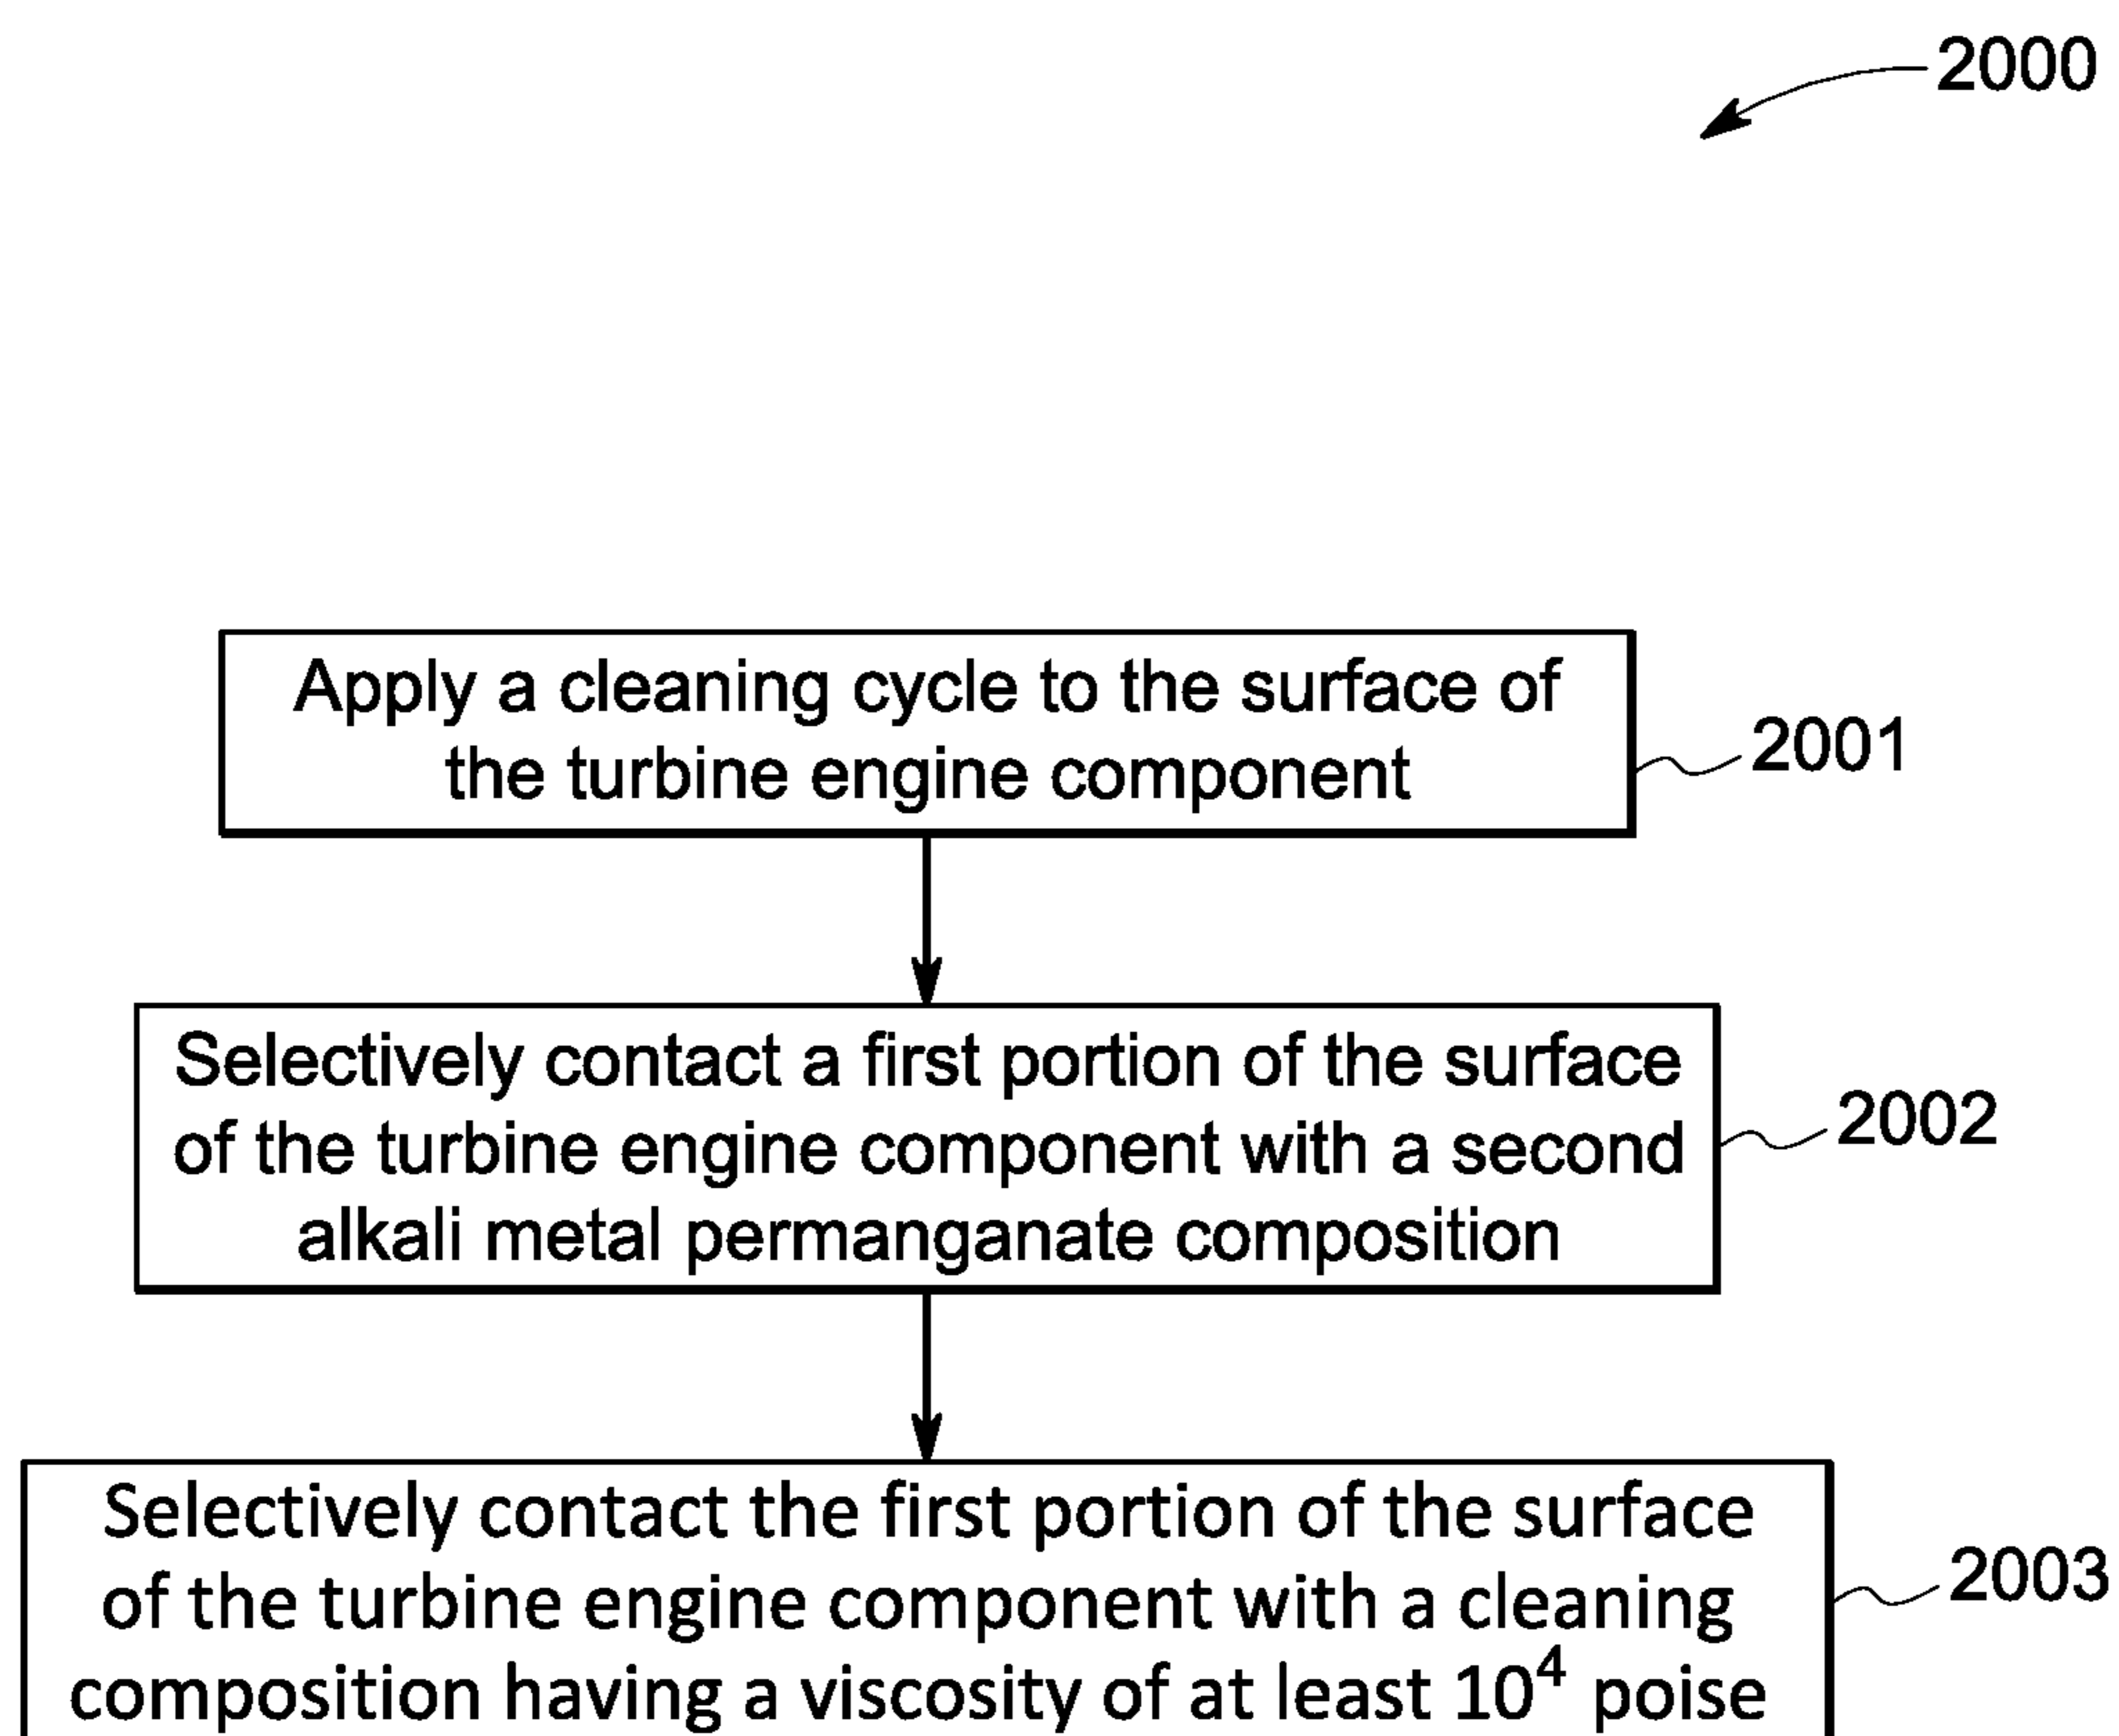 2000
Apply a cleaning cycle to the surface of
the turbine engine component
2001
Selectively contact a first portion of the surface
of the turbine engine component with a second
alkali metal permanganate composition
2002
Selectively contact the first portion of the surface
of the turbine engine component with a cleaning
composition having a viscosity of at least 10⁴ poise
2003